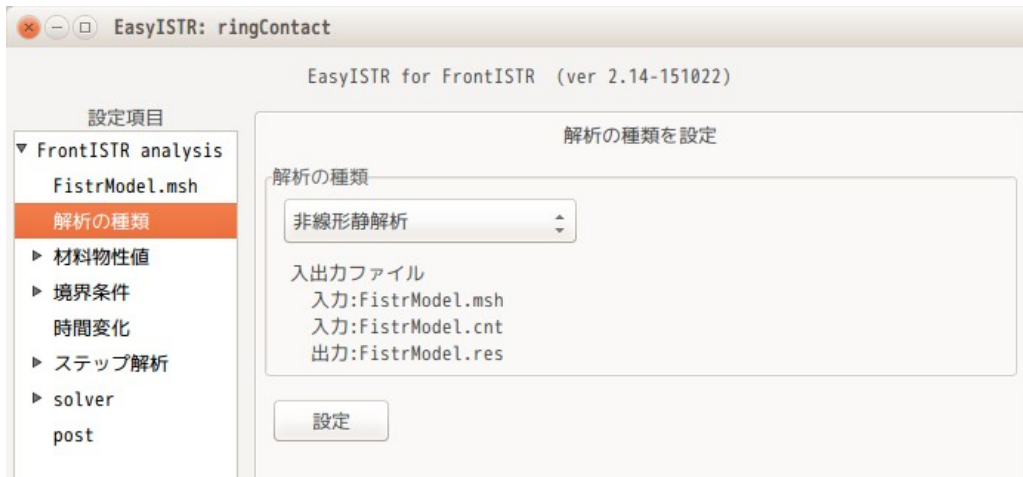 EasyISTR: ringContact
EasyISTR for FrontISTR (ver 2.14-151022)
設定項目
FrontISTR analysis
FistrModel.msh
解析の種類
材料物性値
境界条件
時間変化
ステップ解析
solver
post
解析の種類を設定
解析の種類
非線形静解析
入出力ファイル
入力:FistrModel.msh
入力:FistrModel.cnt
出力:FistrModel.res
設定